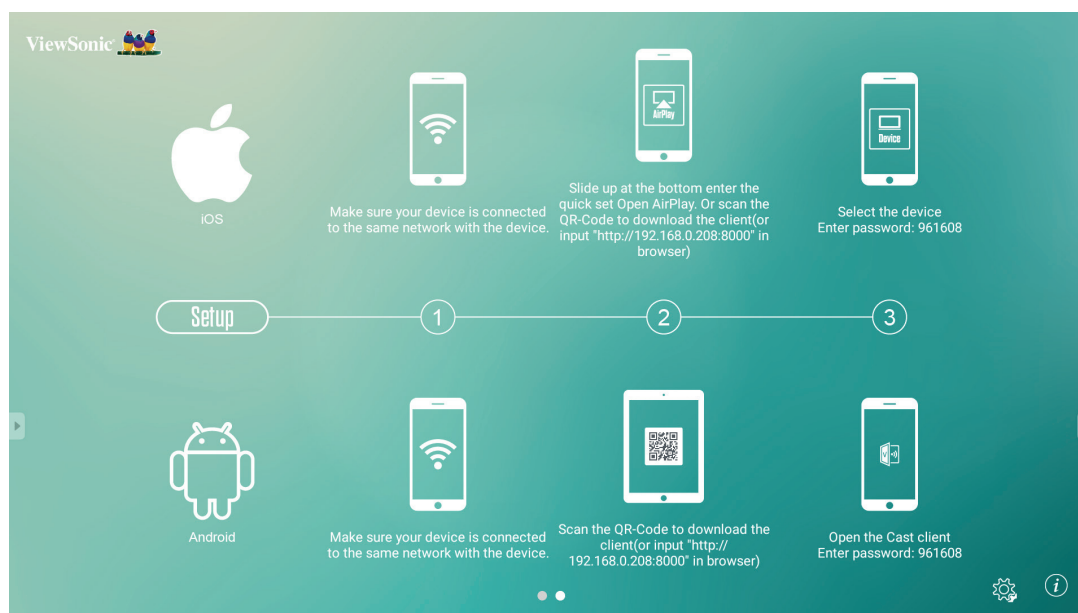 ViewSonic
AirPlay
Device
iOS
Make sure your device is connected
to the same network with the device.
Slide up at the bottom enter the
quick set Open AirPlay. Or scan the
QR-Code to download the client(or
input "http://192.168.0.208:8000" in
browser)
Select the device
Enter password: 961608
Setup
1
2
3
Android
Make sure your device is connected
to the same network with the device.
Scan the QR-Code to download the
client(or input "http://
192.168.0.208:8000" in browser)
Open the Cast client
Enter password: 961608
i